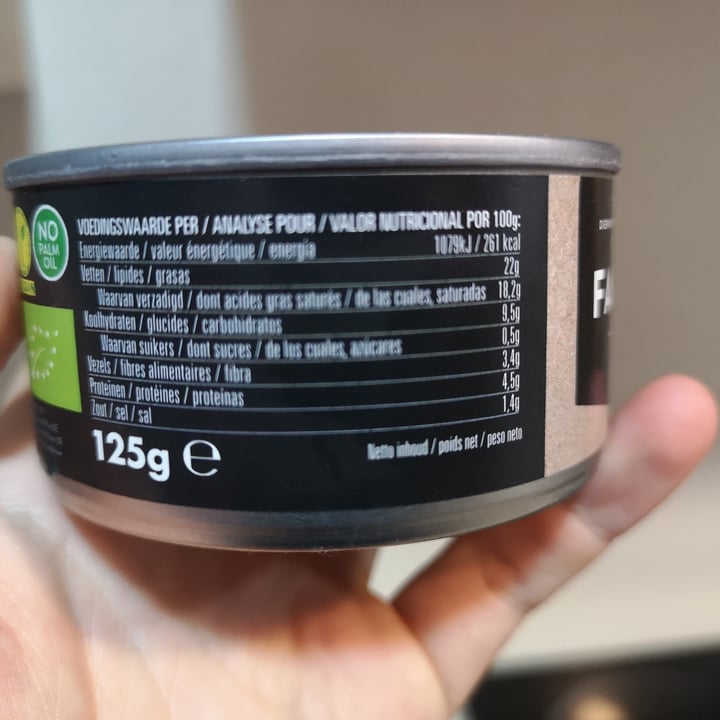 NO
PALM
OIL
VOEDINGSWAARDE PER / ANALYSE POUR / VALOR NUTRICIONAL POR 100g:
Energiewaarde / valeur énergétique / energía 1079kJ / 261 kcal
Vetten / lípides / grasas 22g
Waarvan verzadigd / dont acides gras saturés / de las cuales, saturadas 18,2g
Koolhydraten / glucides / carbohidratos 9,5g
Waarvan suikers / dont sucres / de los cuales, azúcares 0,5g
Vezels / fibres alimentaires / fibra 3,4g
Proteinen / protéines / proteínas 4,5g
Zout / sel / sal 1,4g
125g e Netto inhoud / poids net / peso neto
FA